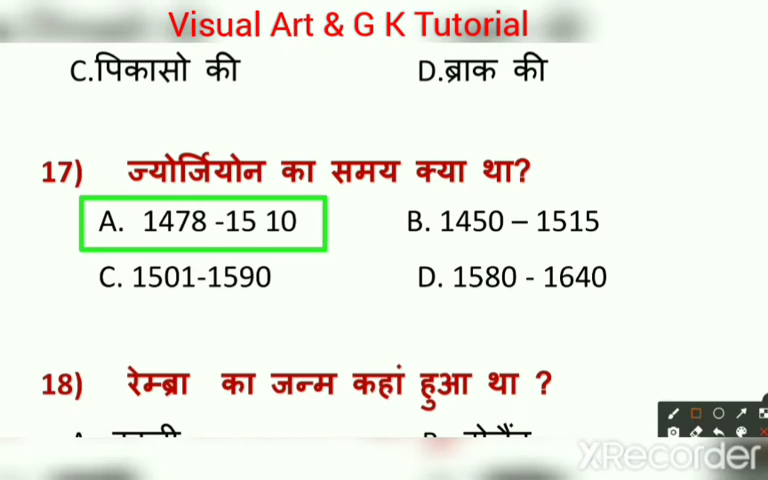 Visual Art & G K Tutorial
C.पिकासो की D.ब्राक की
17) ज्योर्जियोन का समय क्या था?
A. 1478 -15 10 B. 1450 – 1515
C. 1501-1590 D. 1580 - 1640
18) रेम्ब्रा का जन्म कहां हुआ था ?
XRecorder